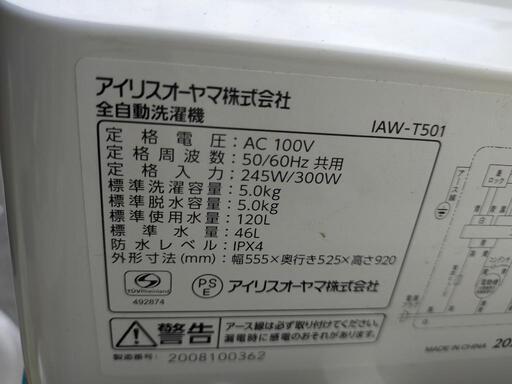 アイリスオーヤマ株式会社
全自動洗濯機 IAW-T501
定格電圧: AC 100V
定格周波数: 50/60Hz 共用
定格入力: 245W/300W
標準洗濯容量: 5.0kg
標準脱水容量: 5.0kg
標準使用水量: 120L
標準水量: 46L
防水レベル: IPX4
外形寸法(mm): 幅555×奥行き525×高さ920
TÜVRheinland
492874
PS
E
アイリスオーヤマ株式会社
警告
アース線は必ず取り付けてください。
故障時に感電のおそれがあります。
製造番号: 2008100362
アース線
MADE IN CHINA